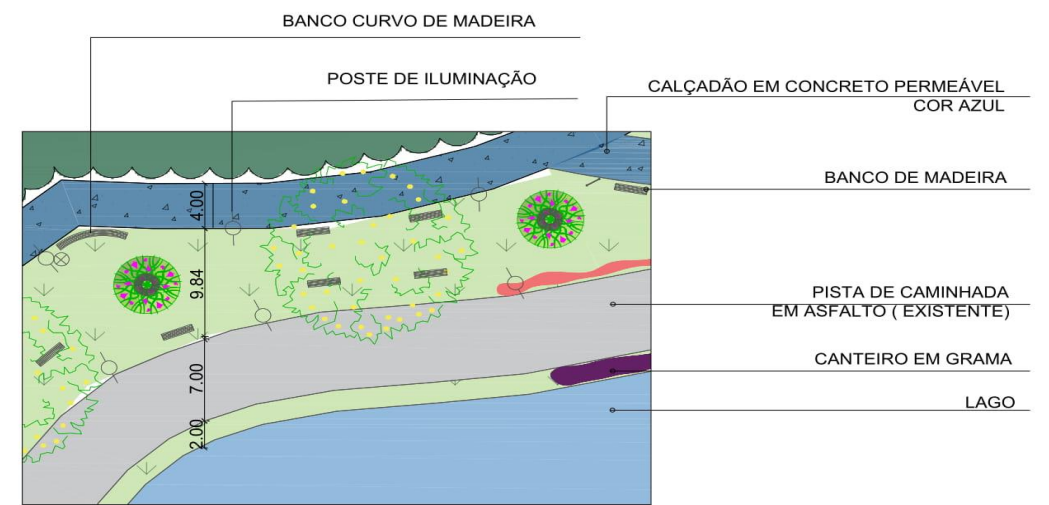 BANCO CURVO DE MADEIRA
POSTE DE ILUMINAÇÃO
CALÇADÃO EM CONCRETO PERMEÁVEL
COR AZUL
BANCO DE MADEIRA
PISTA DE CAMINHADA
EM ASFALTO ( EXISTENTE)
CANTEIRO EM GRAMA
LAGO
4.00
9.84
7.00
2.00